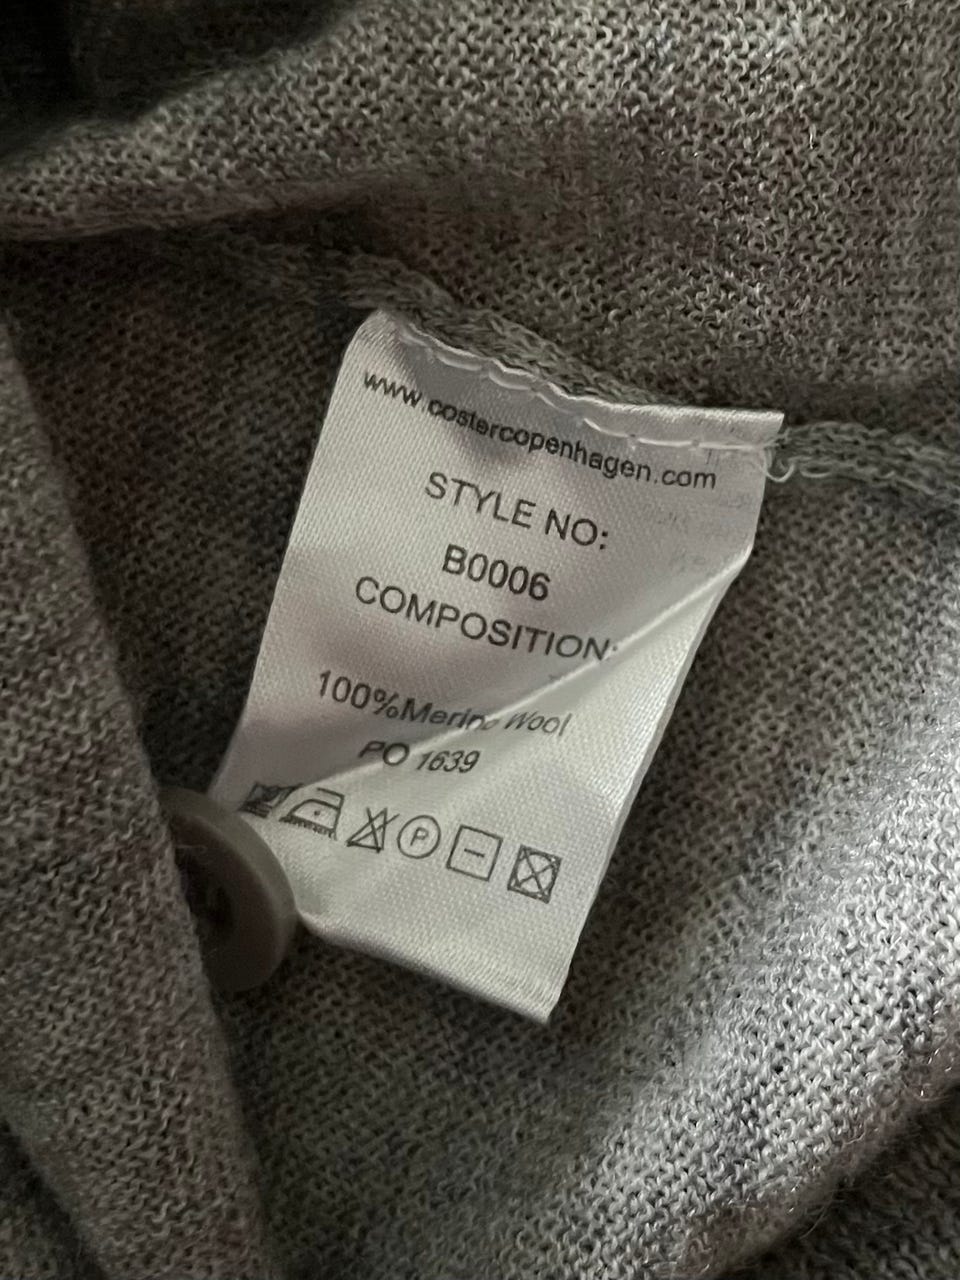 www.costercopenhagen.com
STYLE NO:
B0006
COMPOSITION:
100%Merino Wool
PO 1639
P